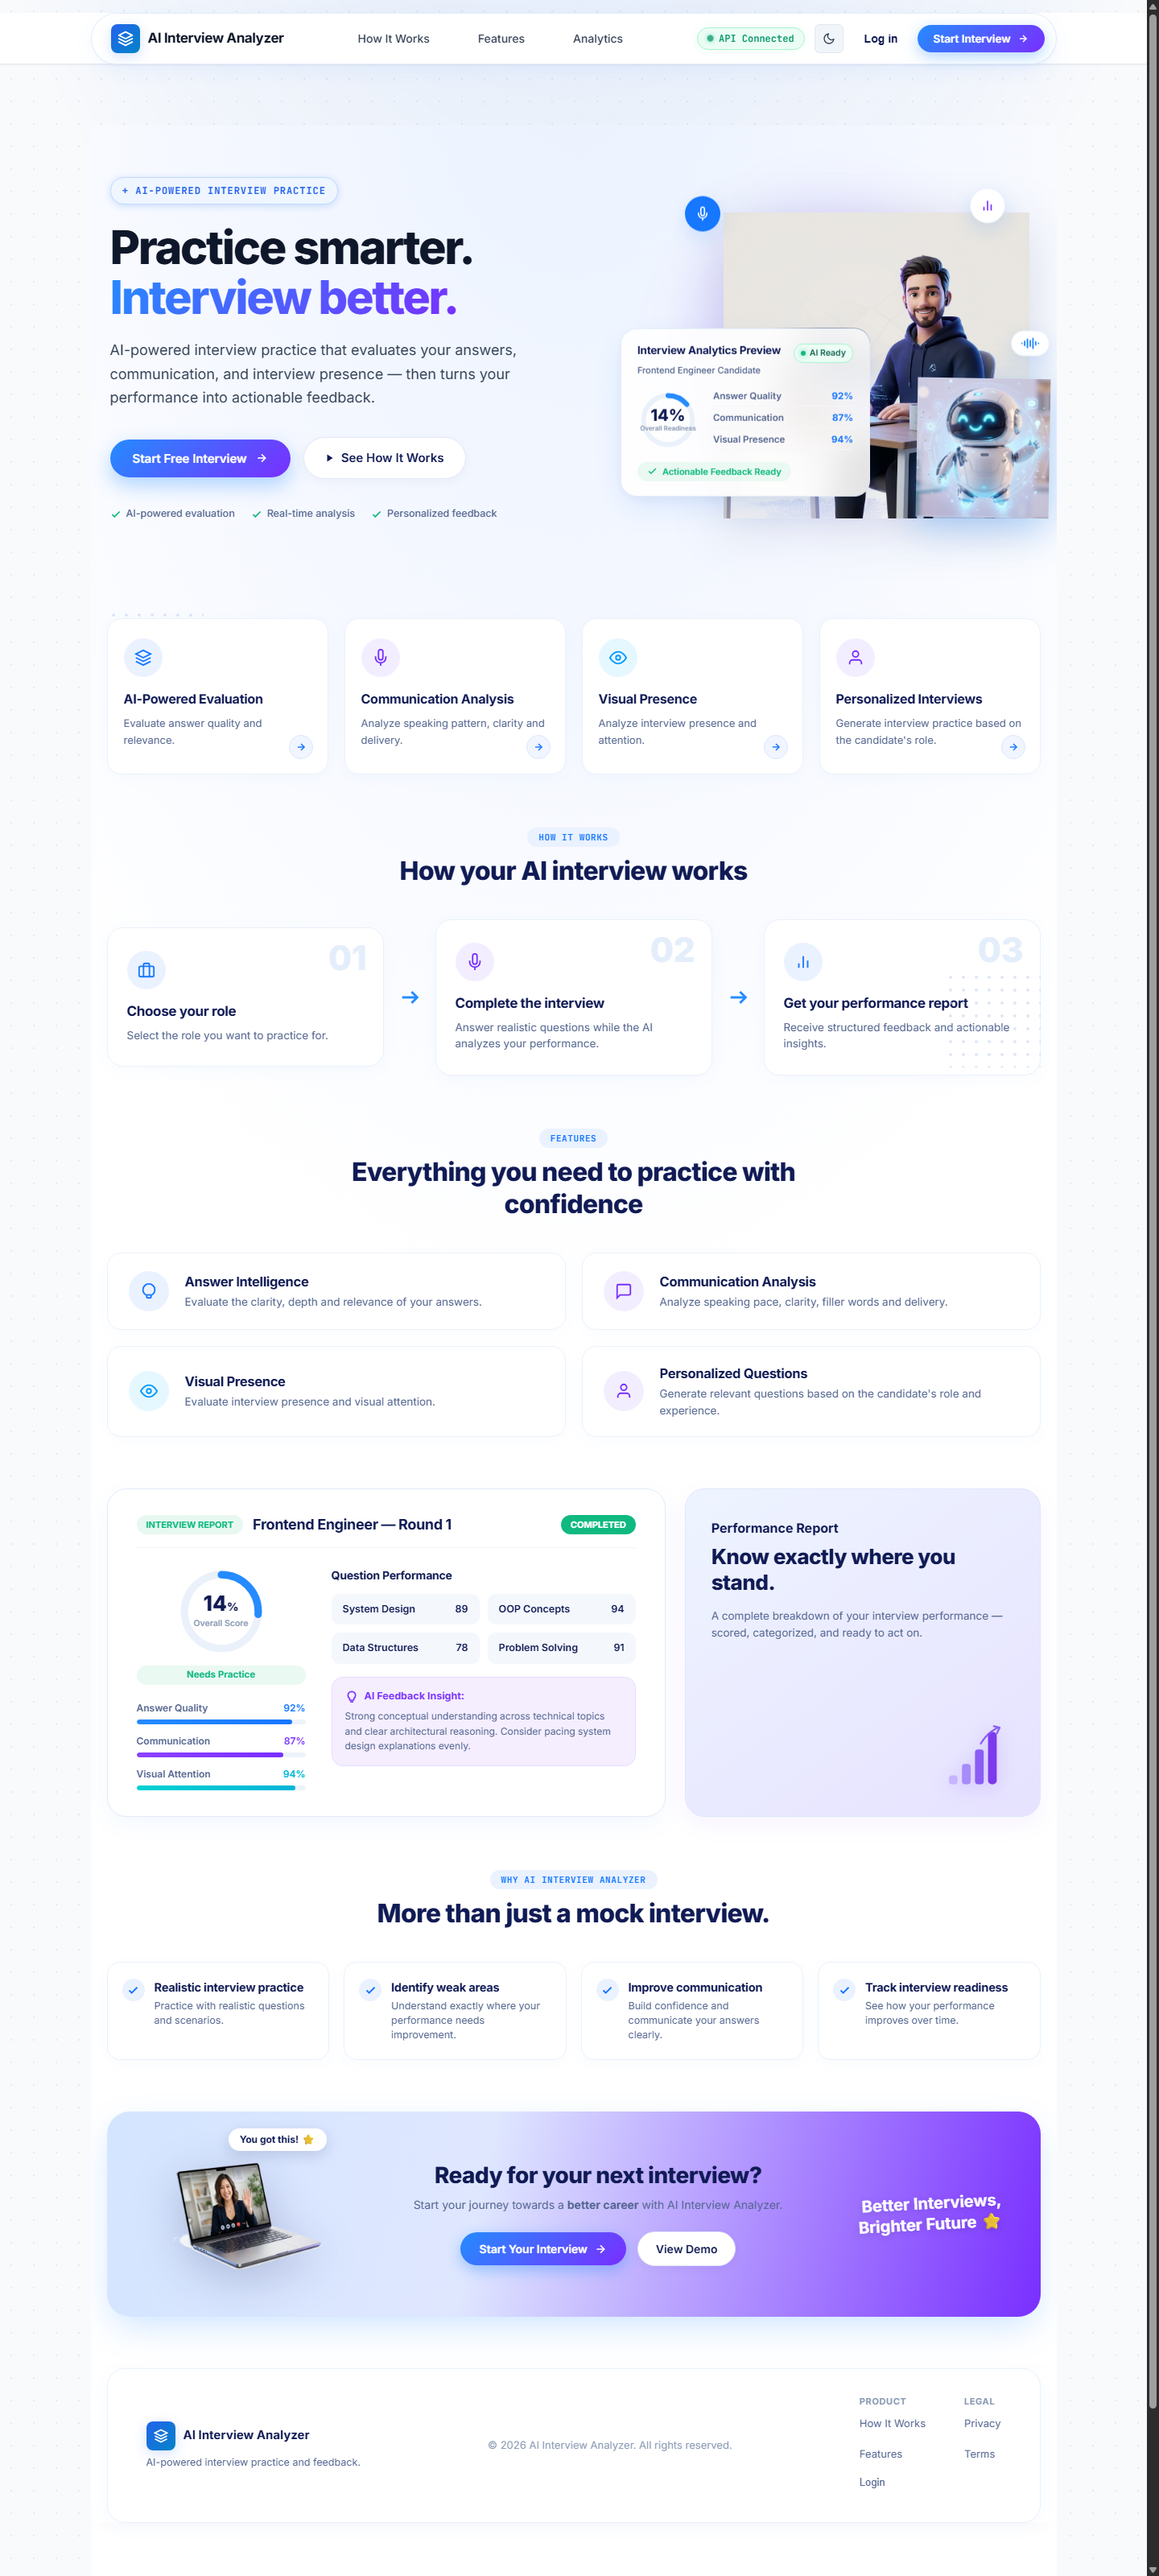 AI Interview Analyzer
How It Works
Features
Analytics
API Connected
Log in
Start Interview
+ AI-POWERED INTERVIEW PRACTICE
Practice smarter.
Interview better.
AI-powered interview practice that evaluates your answers,
communication, and interview presence — then turns your
performance into actionable feedback.
Start Free Interview
See How It Works
AI-powered evaluation
Real-time analysis
Personalized feedback
Interview Analytics Preview
AI Ready
Frontend Engineer Candidate
14%
Overall Readiness
Answer Quality 92%
Communication 87%
Visual Presence 94%
Actionable Feedback Ready
AI-Powered Evaluation
Evaluate answer quality and
relevance.
Communication Analysis
Analyze speaking pattern, clarity and
delivery.
Visual Presence
Analyze interview presence and
attention.
Personalized Interviews
Generate interview practice based on
the candidate's role.
HOW IT WORKS
How your AI interview works
01
Choose your role
Select the role you want to practice for.
02
Complete the interview
Answer realistic questions while the AI
analyzes your performance.
03
Get your performance report
Receive structured feedback and actionable
insights.
FEATURES
Everything you need to practice with
confidence
Answer Intelligence
Evaluate the clarity, depth and relevance of your answers.
Communication Analysis
Analyze speaking pace, clarity, filler words and delivery.
Visual Presence
Evaluate interview presence and visual attention.
Personalized Questions
Generate relevant questions based on the candidate's role and
experience.
INTERVIEW REPORT
Frontend Engineer — Round 1
COMPLETED
14%
Overall Score
Needs Practice
Answer Quality 92%
Communication 87%
Visual Attention 94%
Question Performance
System Design 89
OOP Concepts 94
Data Structures 78
Problem Solving 91
AI Feedback Insight:
Strong conceptual understanding across technical topics
and clear architectural reasoning. Consider pacing system
design explanations evenly.
Performance Report
Know exactly where you
stand.
A complete breakdown of your interview performance —
scored, categorized, and ready to act on.
WHY AI INTERVIEW ANALYZER
More than just a mock interview.
Realistic interview practice
Practice with realistic questions
and scenarios.
Identify weak areas
Understand exactly where your
performance needs
improvement.
Improve communication
Build confidence and
communicate your answers
clearly.
Track interview readiness
See how your performance
improves over time.
You got this! ⭐
Ready for your next interview?
Start your journey towards a better career with AI Interview Analyzer.
Start Your Interview
View Demo
Better Interviews,
Brighter Future ⭐
AI Interview Analyzer
AI-powered interview practice and feedback.
© 2026 AI Interview Analyzer. All rights reserved.
PRODUCT
How It Works
Features
Login
LEGAL
Privacy
Terms